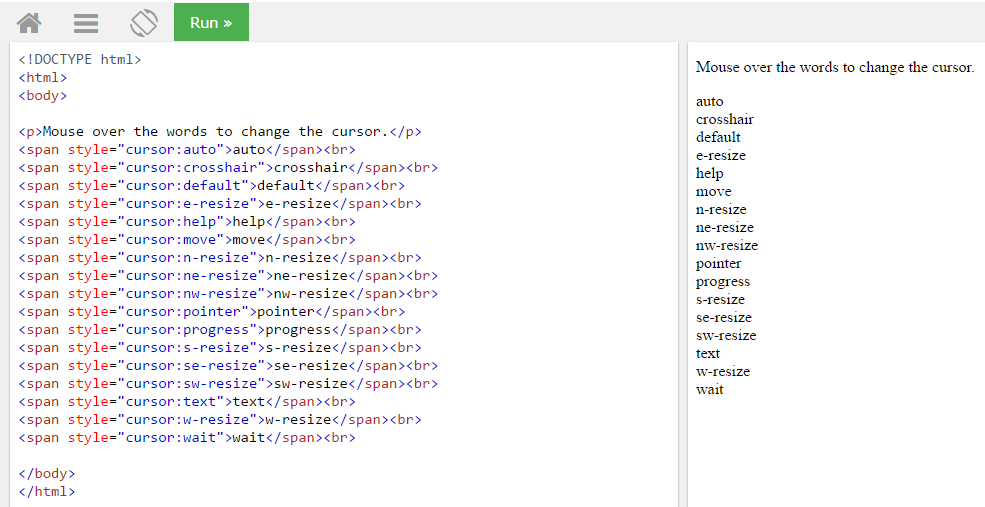 Run »
<!DOCTYPE html>
<html>
<body>
<p>Mouse over the words to change the cursor.</p>
<span style="cursor:auto">auto</span><br>
<span style="cursor:crosshair">crosshair</span><br>
<span style="cursor:default">default</span><br>
<span style="cursor:e-resize">e-resize</span><br>
<span style="cursor:help">help</span><br>
<span style="cursor:move">move</span><br>
<span style="cursor:n-resize">n-resize</span><br>
<span style="cursor:ne-resize">ne-resize</span><br>
<span style="cursor:nw-resize">nw-resize</span><br>
<span style="cursor:pointer">pointer</span><br>
<span style="cursor:progress">progress</span><br>
<span style="cursor:s-resize">s-resize</span><br>
<span style="cursor:se-resize">se-resize</span><br>
<span style="cursor:sw-resize">sw-resize</span><br>
<span style="cursor:text">text</span><br>
<span style="cursor:w-resize">w-resize</span><br>
<span style="cursor:wait">wait</span><br>
</body>
</html>
Mouse over the words to change the cursor.
auto
crosshair
default
e-resize
help
move
n-resize
ne-resize
nw-resize
pointer
progress
s-resize
se-resize
sw-resize
text
w-resize
wait